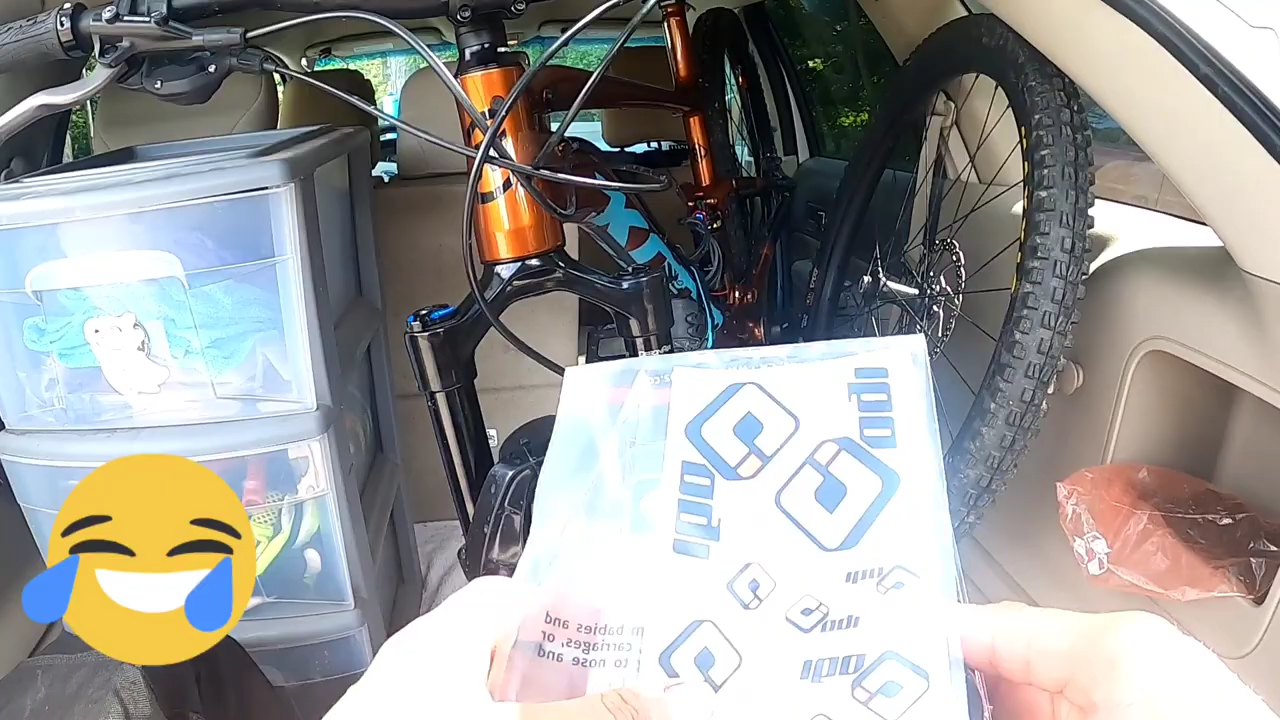 odi
odi
odi
odi
odi
babies and
carriages, or
to nose and